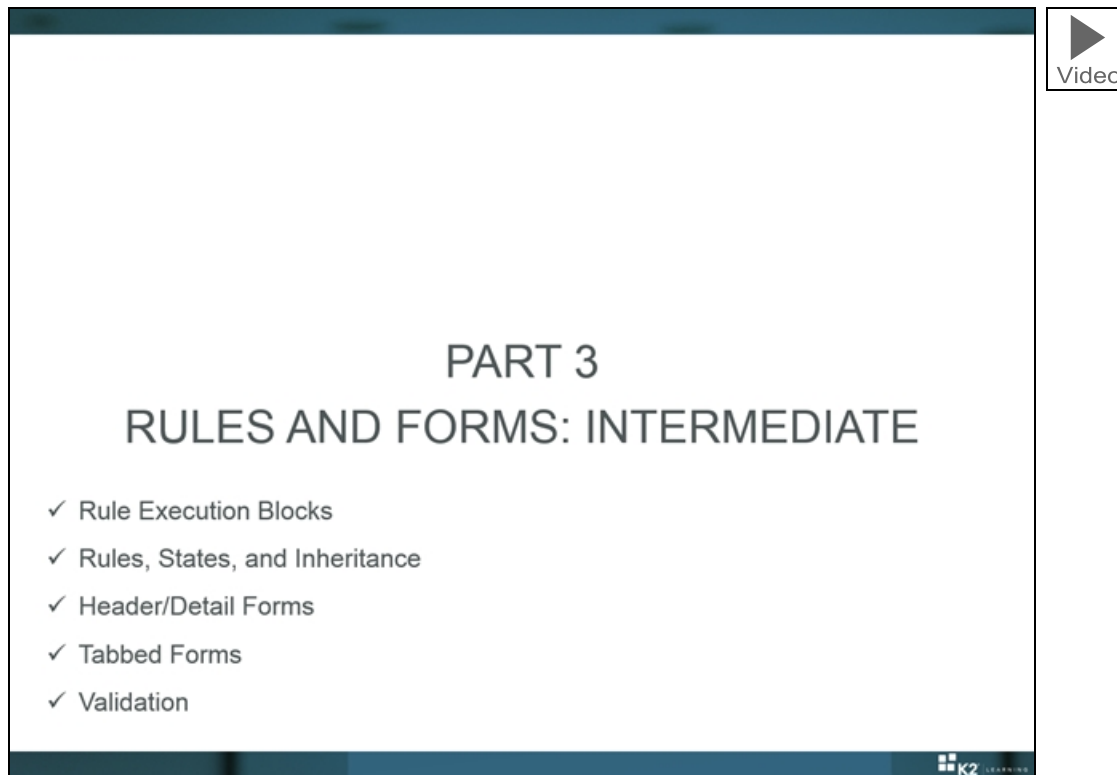 Video
PART 3
RULES AND FORMS: INTERMEDIATE
✓ Rule Execution Blocks
✓ Rules, States, and Inheritance
✓ Header/Detail Forms
✓ Tabbed Forms
✓ Validation
K2 LEARNING